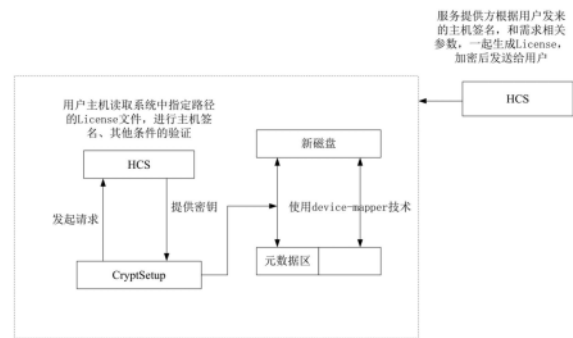 服务提供方根据用户发来
的主机签名，和需求相关
参数，一起生成License，
加密后发送给用户
HCS
用户主机读取系统中指定路径
的License文件，进行主机签
名、其他条件的验证
HCS
新磁盘
发起请求
提供密钥
使用device-mapper技术
CryptSetup
元数据区